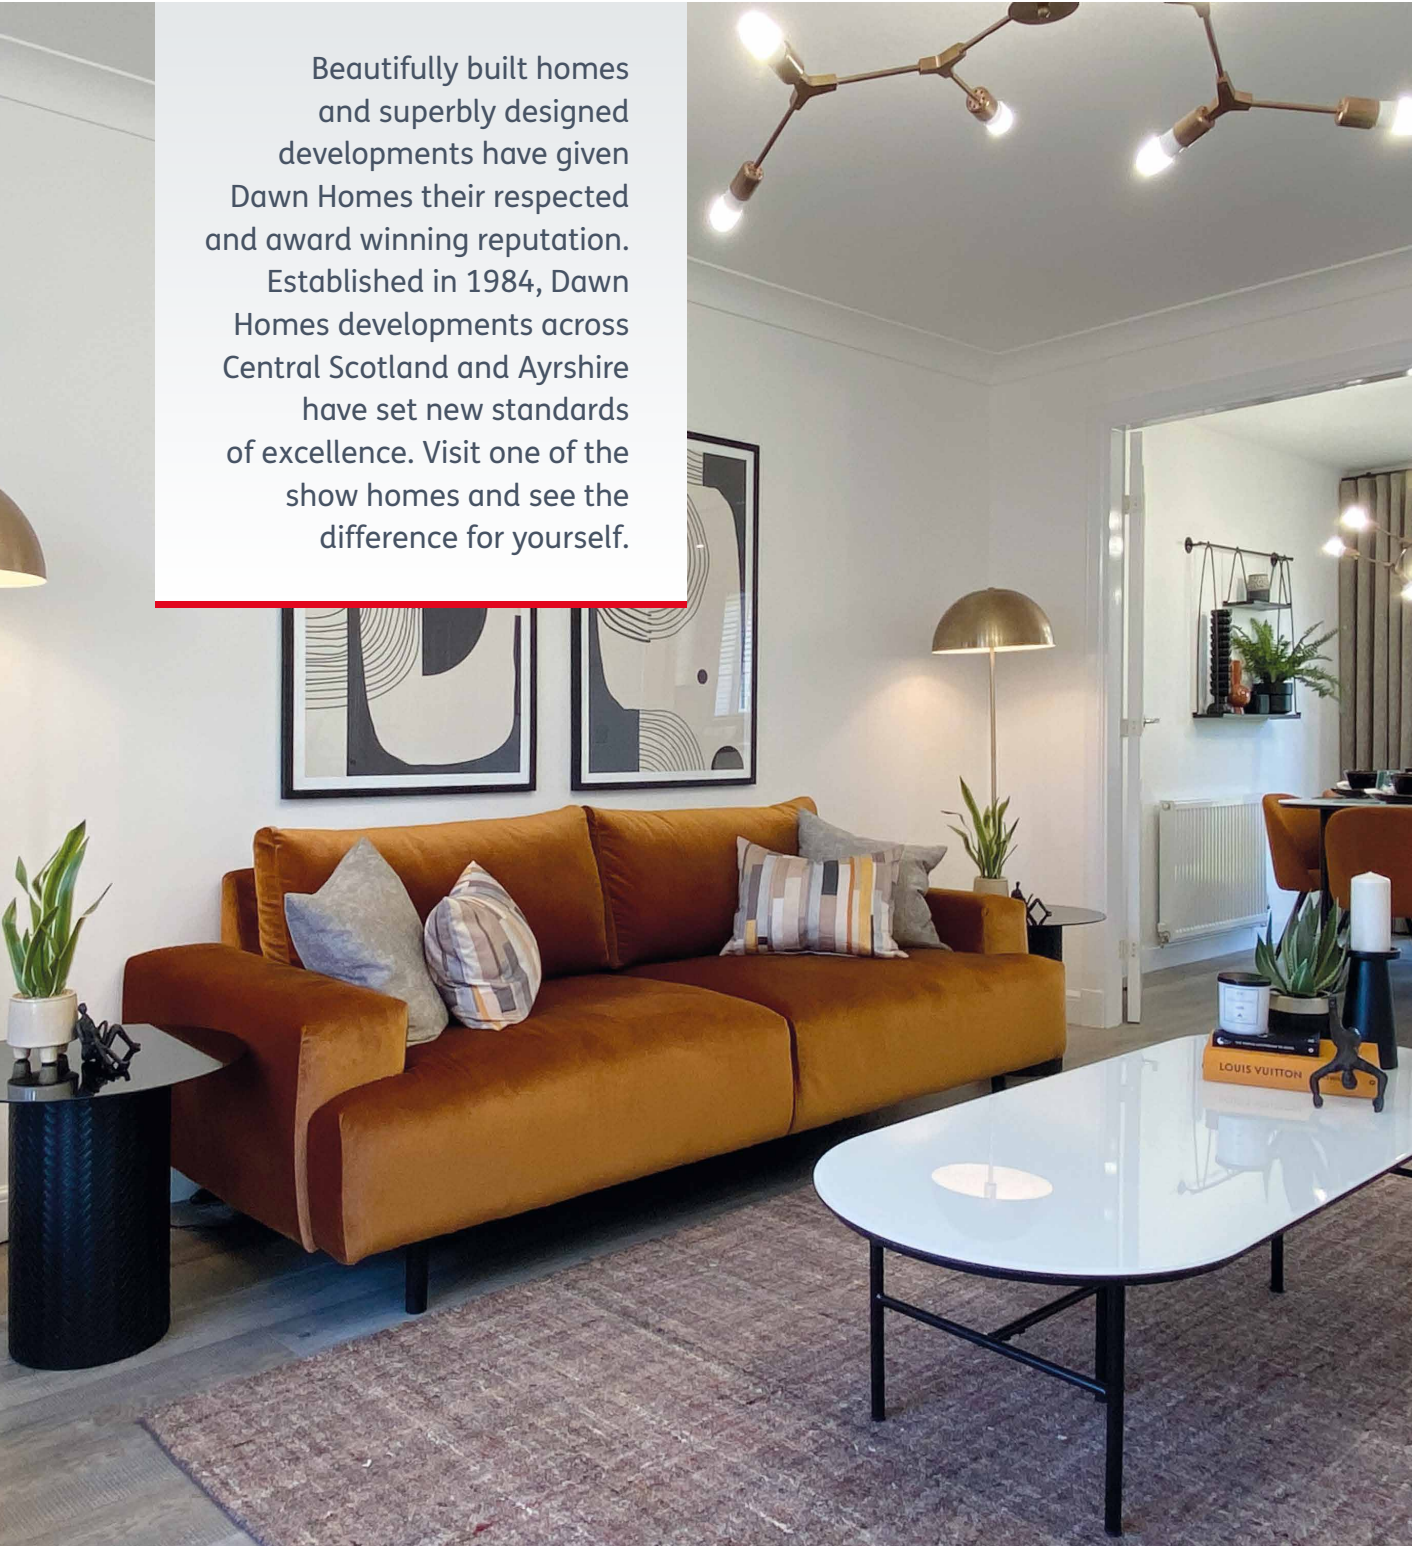 Beautifully built homes
and superbly designed
developments have given
Dawn Homes their respected
and award winning reputation.
Established in 1984, Dawn
Homes developments across
Central Scotland and Ayrshire
have set new standards
of excellence. Visit one of the
show homes and see the
difference for yourself.
LOUIS VUITTON